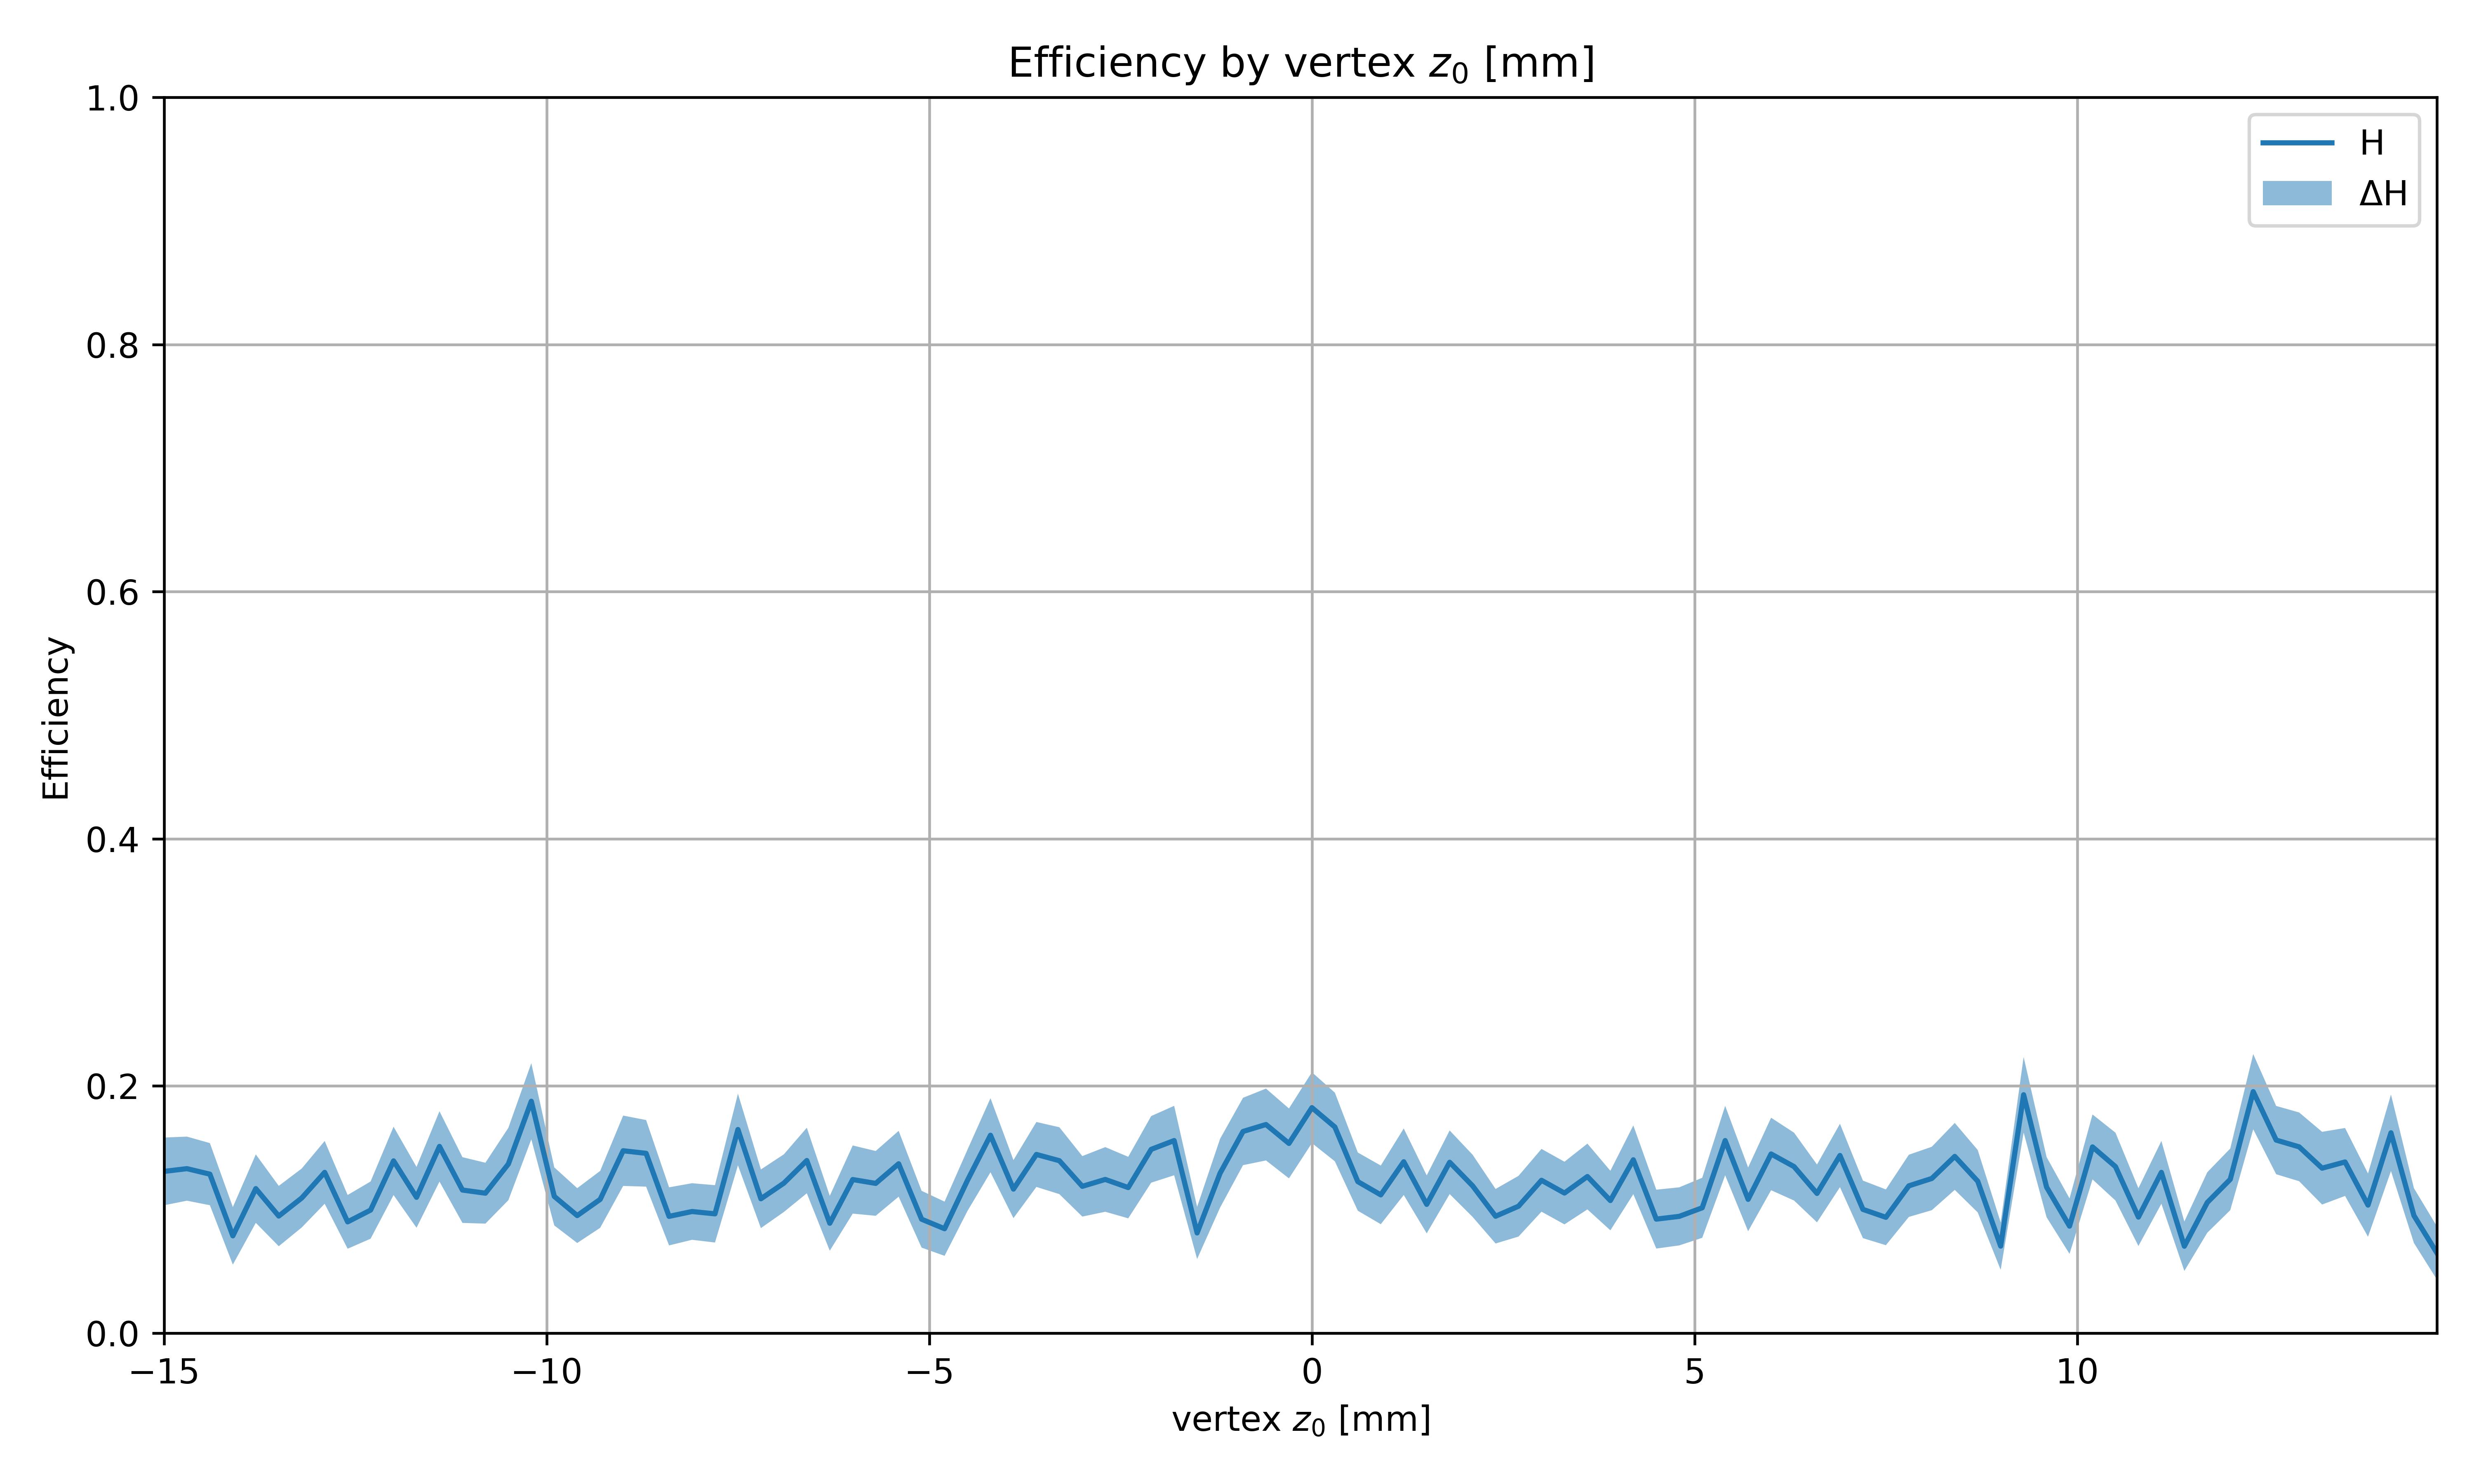 Efficiency by vertex z₀ [mm]
H
ΔH
1.0
0.8
0.6
0.4
0.2
0.0
Efficiency
−15
−10
−5
0
5
10
vertex z₀ [mm]